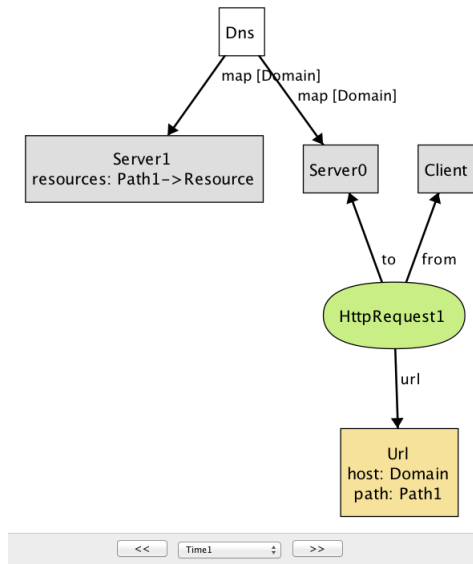 Dns
map [Domain]
map [Domain]
Server1
resources: Path1->Resource
Server0
Client
to
from
HttpRequest1
url
Url
host: Domain
path: Path1
<<
Time1
>>